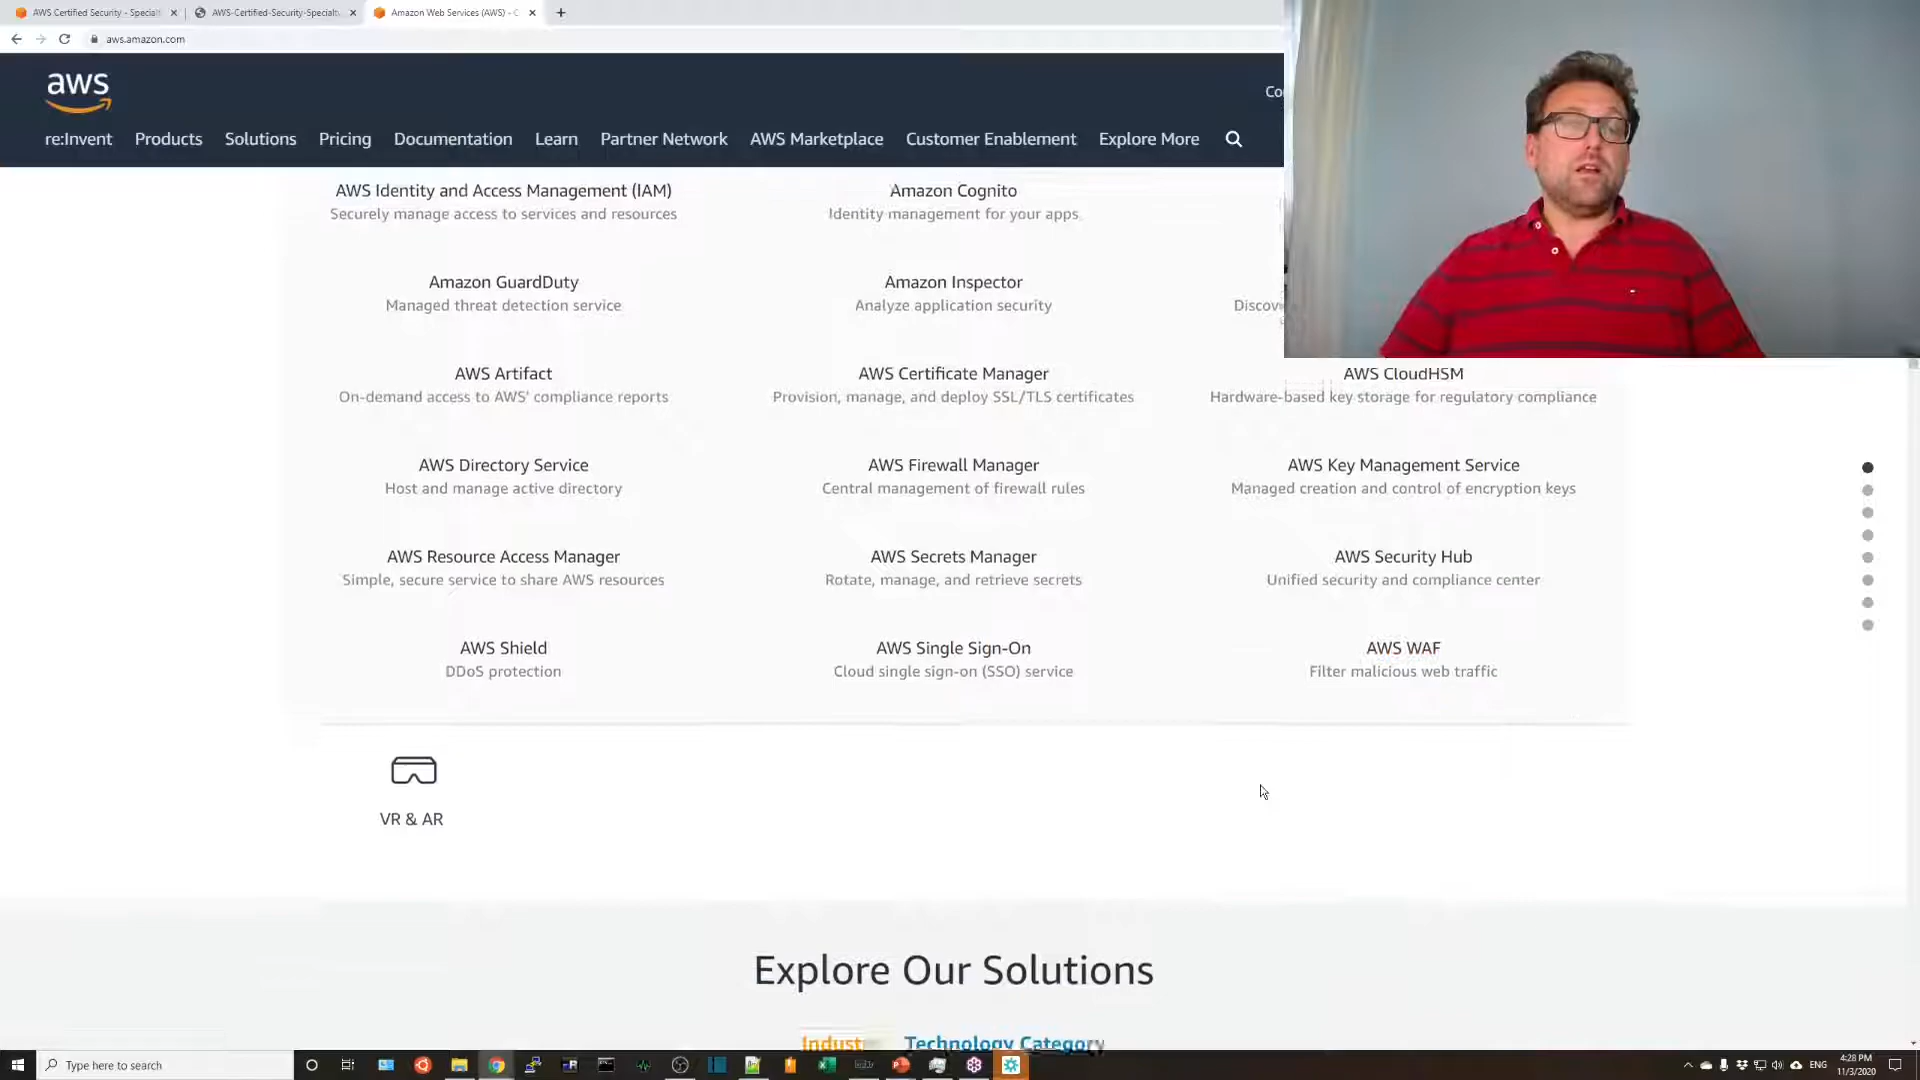 AWS Certified Security - Special
AWS-Certified-Security-Specialt
Amazon Web Services (AWS) - C
aws.amazon.com
aws
Co
re:Invent Products Solutions Pricing Documentation Learn Partner Network AWS Marketplace Customer Enablement Explore More
AWS Identity and Access Management (IAM)
Securely manage access to services and resources
Amazon Cognito
Identity management for your apps
Amazon GuardDuty
Managed threat detection service
Amazon Inspector
Analyze application security
Discov
AWS Artifact
On-demand access to AWS' compliance reports
AWS Certificate Manager
Provision, manage, and deploy SSL/TLS certificates
AWS CloudHSM
Hardware-based key storage for regulatory compliance
AWS Directory Service
Host and manage active directory
AWS Firewall Manager
Central management of firewall rules
AWS Key Management Service
Managed creation and control of encryption keys
AWS Resource Access Manager
Simple, secure service to share AWS resources
AWS Secrets Manager
Rotate, manage, and retrieve secrets
AWS Security Hub
Unified security and compliance center
AWS Shield
DDoS protection
AWS Single Sign-On
Cloud single sign-on (SSO) service
AWS WAF
Filter malicious web traffic
VR & AR
Explore Our Solutions
Indust Technology Category
Type here to search
ENG
4:28 PM
11/3/2020